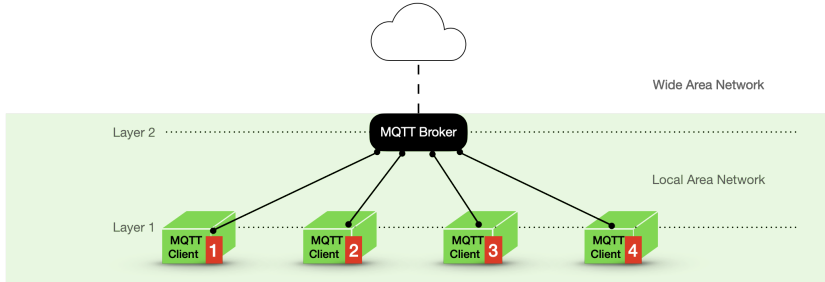 Wide Area Network
Layer 2
MQTT Broker
Local Area Network
Layer 1
MQTT
Client 1
MQTT
Client 2
MQTT
Client 3
MQTT
Client 4